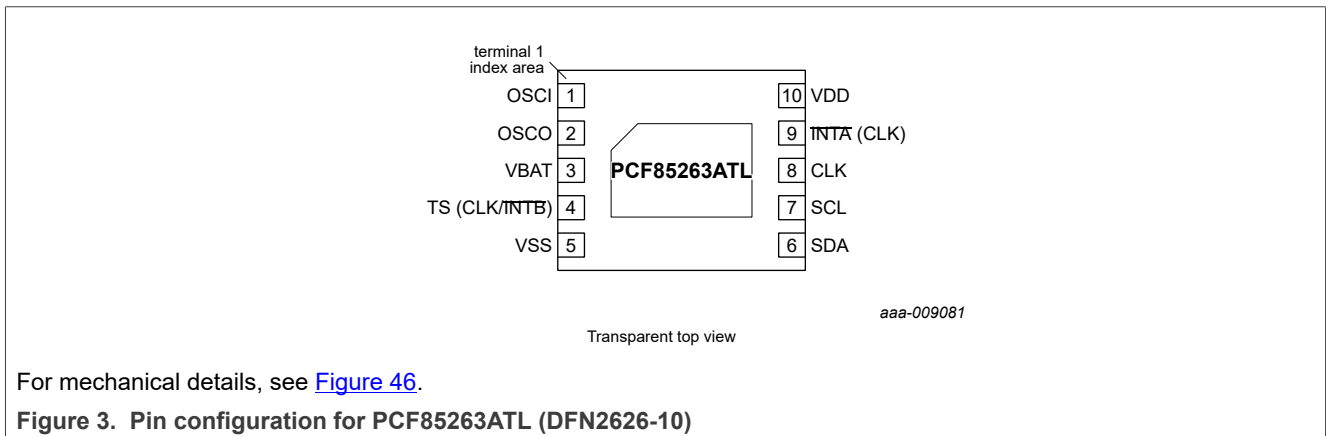 terminal 1
index area
OSCI 1 10 VDD
OSCO 2 9 INTA (CLK)
VBAT 3 PCF85263ATL 8 CLK
TS (CLK/INTB) 4 7 SCL
VSS 5 6 SDA
aaa-009081
Transparent top view
For mechanical details, see Figure 46.
Figure 3. Pin configuration for PCF85263ATL (DFN2626-10)